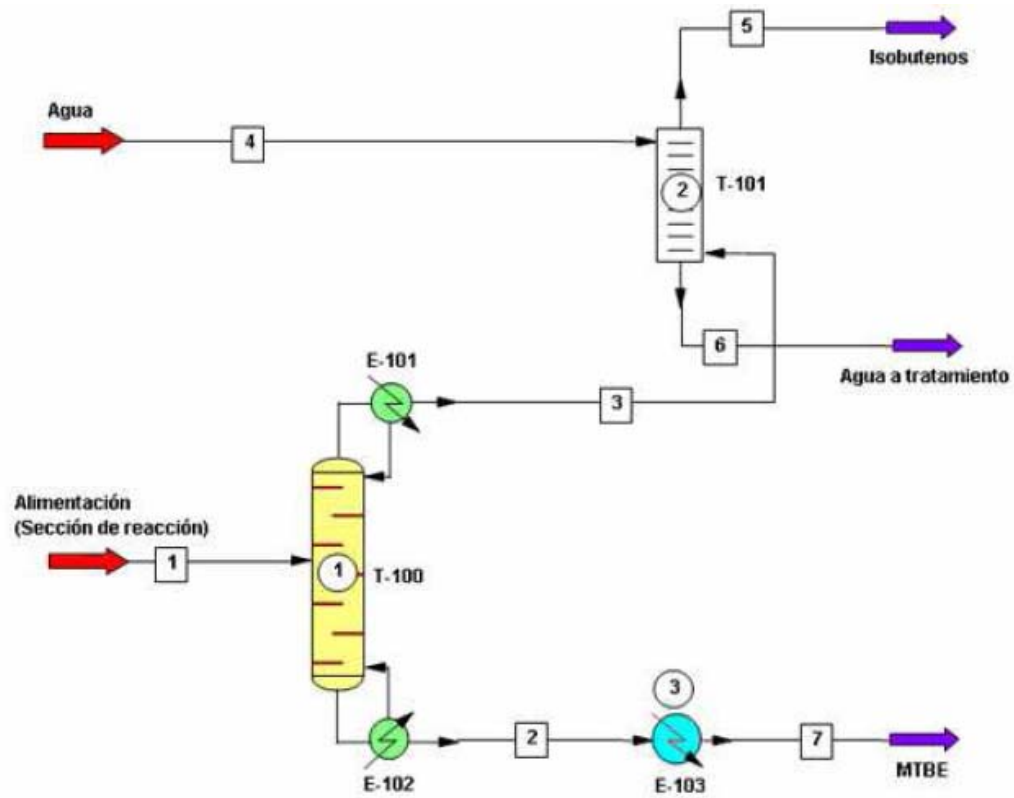 5
Isobutenos
Agua
4
2
T-101
6
Agua a tratamiento
E-101
3
Alimentación
(Sección de reacción)
1
1
T-100
3
2
7
MTBE
E-102
E-103